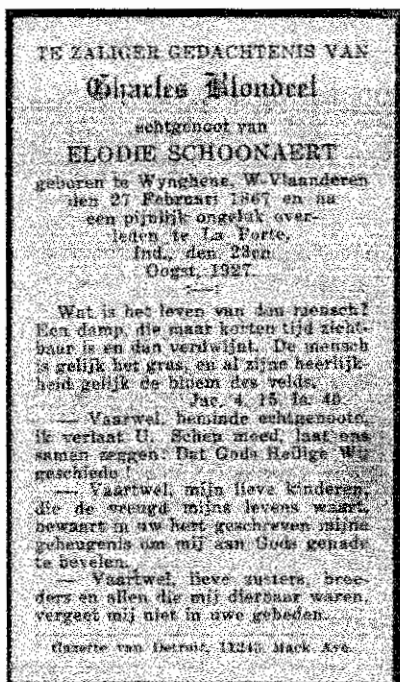 TE ZALIGER GEDACHTENIS VAN
Charles Blondeel
echtgenoot van
ELODIE SCHOONAERT
geboren te Wynghene, W-Vlaanderen
den 27 Februari 1867 en na
een pijnlijk ongeluk over-
leden te La Porte,
Ind., den 23en
Oogst, 1927.
Wat is het leven van den mensch?
Een damp, die maar korten tijd zicht-
baar is en dan verdwijnt. De mensch
is gelijk het gras, en al zijne heerlijk-
heid gelijk de bloem des velds.
Jac. 4, 15. Is. 40
— Vaarwel, beminde echtgenoote,
ik verlaat U. Schep moed, laat ons
samen zeggen: Dat Gods Heilige Wil
geschiede!
— Vaartwel, mijn lieve kinderen,
die de vreugd mijns levens waart,
bewaart in uw hert geschreven mijne
geheugenis om mij aan Gods genade
te bevelen.
— Vaartwel, lieve zusters, broe-
ders en allen die mij dierbaar waren,
vergeet mij niet in uwe gebeden.
Gazette van Detroit, 11243 Mack Ave.